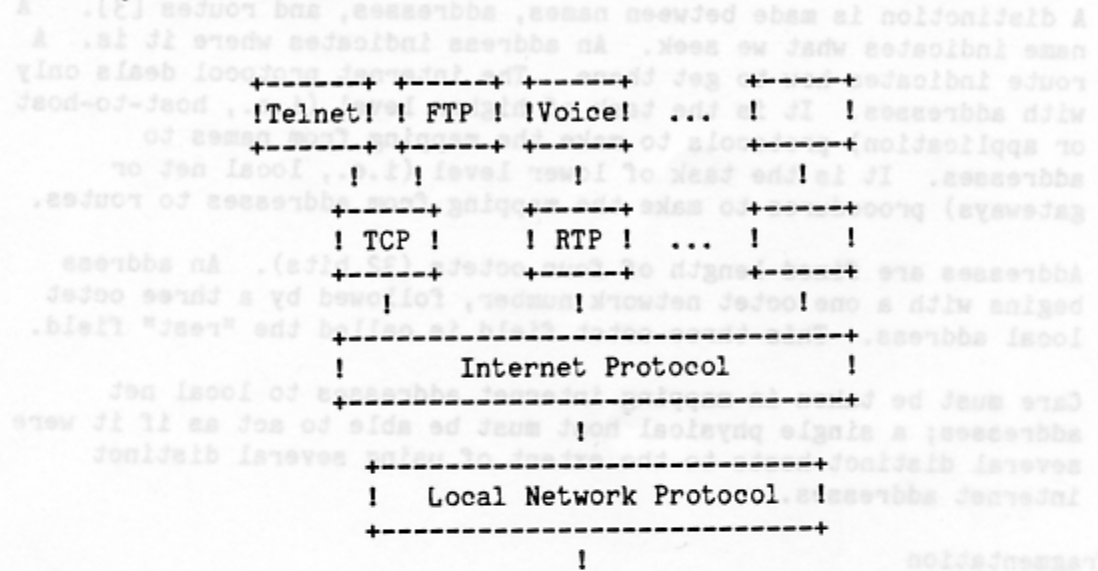 +------+ +-----+ +-----+       +-----+
!Telnet! ! FTP ! !Voice!  ...  !     !
+------+ +-----+ +-----+       +-----+
!   !         !             !
+-----+     +-----+       +-----+
! TCP !     ! RTP !  ...  !     !
+-----+     +-----+       +-----+
!           !             !
+-------------------------------+
!       Internet Protocol       !
+-------------------------------+
!
+---------------------------+
!   Local Network Protocol  !
+---------------------------+
!
A distinction is made between names, addresses, and routes [5].   A
name indicates what we seek.  An address indicates where it is.  A
route indicates how to get there.  The internet protocol deals only
with addresses.  It is the task of higher level (i.e., host-to-host
or application) protocols to make the mapping from names to
addresses.  It is the task of lower level (i.e., local net or
gateways) procedures to make the mapping from addresses to routes.
Addresses are fixed length of four octets (32 bits).  An address
begins with a one octet network number, followed by a three octet
local address.  This three octet field is called the "rest" field.
Care must be taken in mapping internet addresses to local net
addresses; a single physical host must be able to act as if it were
several distinct hosts to the extent of using several distinct
internet addresses.
ragmentation